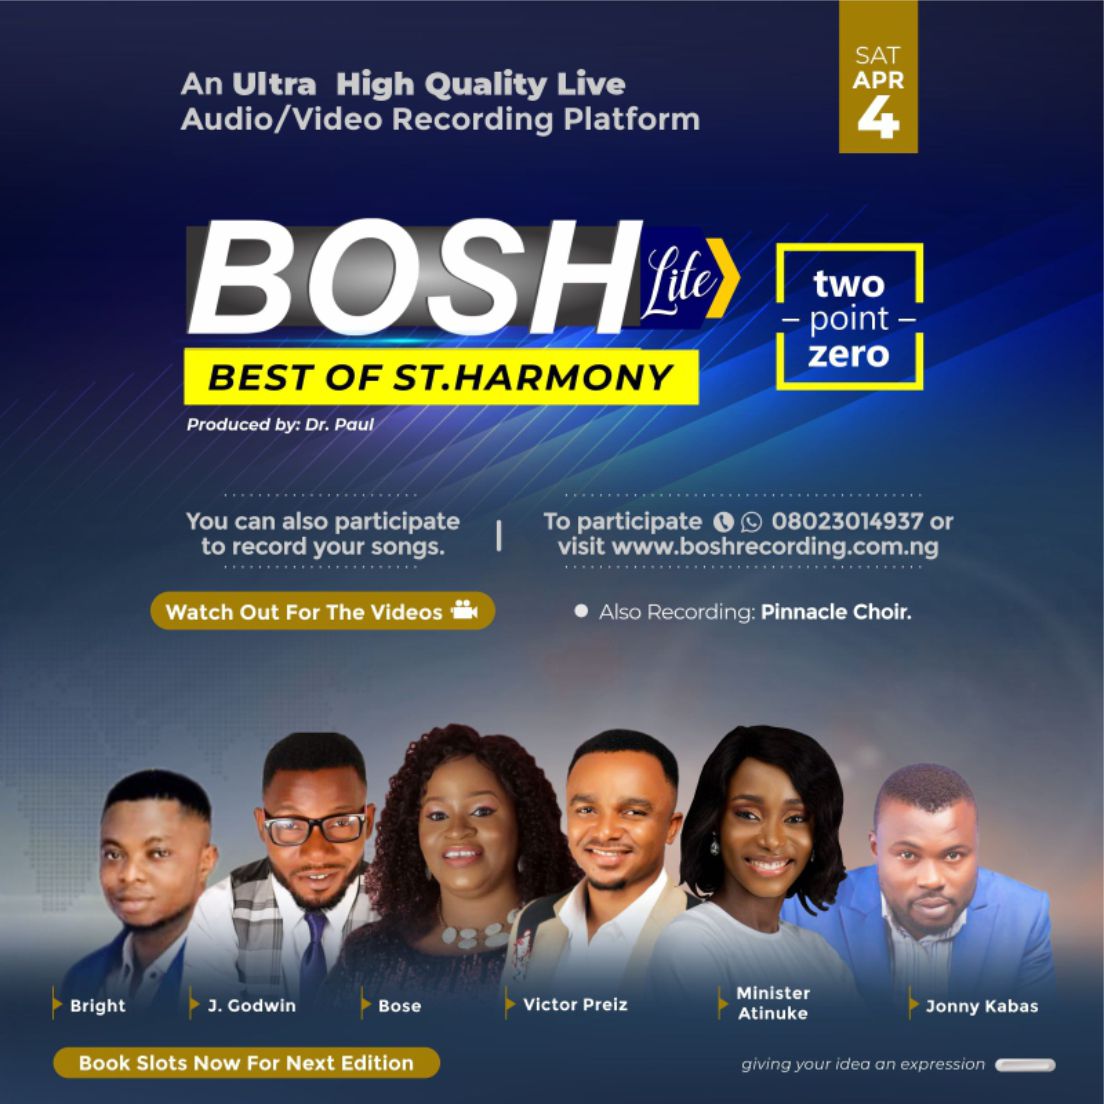 SAT
APR
4
An Ultra High Quality Live
Audio/Video Recording Platform
BOSH Lite
two
– point –
zero
BEST OF ST.HARMONY
Produced by: Dr. Paul
You can also participate
to record your songs.
To participate 08023014937 or
visit www.boshrecording.com.ng
Watch Out For The Videos
Also Recording: Pinnacle Choir.
Bright
J. Godwin
Bose
Victor Preiz
Minister
Atinuke
Jonny Kabas
Book Slots Now For Next Edition
giving your idea an expression